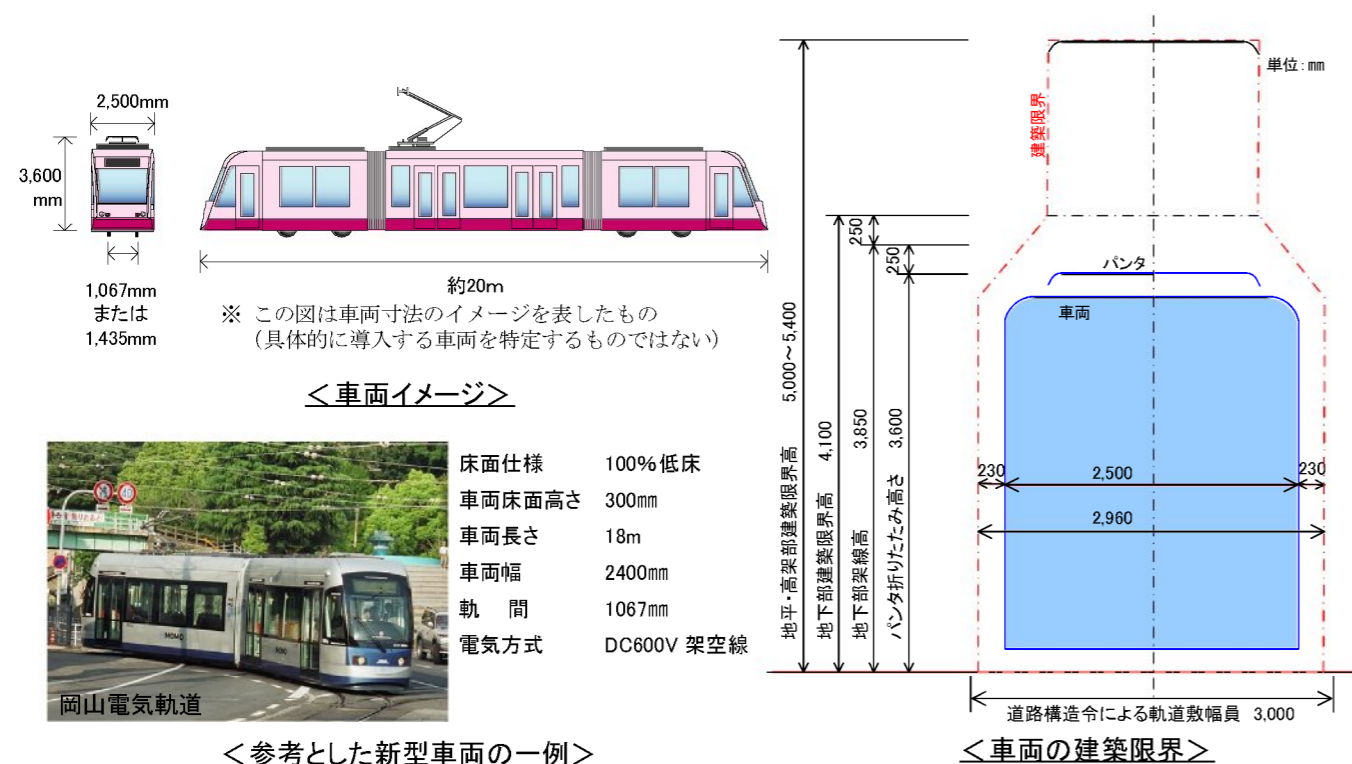 2,500mm
3,600
mm
1,067mm
または
1,435mm
約20m
※ この図は車両寸法のイメージを表したもの
（具体的に導入する車両を特定するものではない）
＜車両イメージ＞
40
MOMO
MOMO
岡山電気軌道
床面仕様 100%低床
車両床面高さ 300㎜
車両長さ 18m
車両幅 2400㎜
軌　間 1067㎜
電気方式 DC600V 架空線
＜参考とした新型車両の一例＞
単位：㎜
建築限界
250
250
パンタ
車両
地平・高架部建築限界高 5,000～5,400
地下部建築限界高 4,100
地下部架線高 3,850
パンタ折りたたみ高さ 3,600
230 2,500 230
2,960
道路構造令による軌道敷幅員 3,000
＜車両の建築限界＞